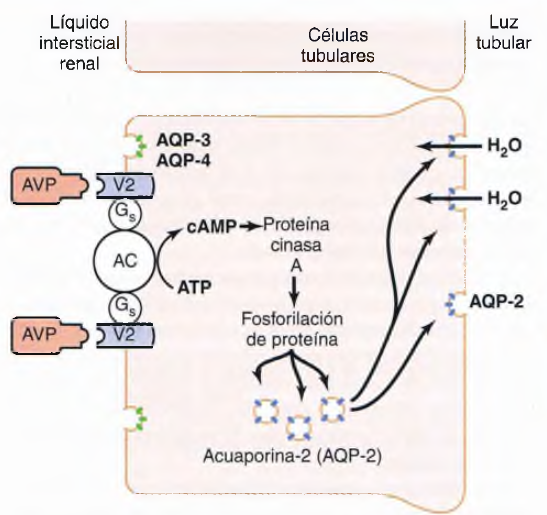 Líquido
intersticial
renal
Células
tubulares
Luz
tubular
AQP-3
AQP-4
H₂O
AVP
V2
Gs
H₂O
cAMP
Proteína
cinasa
A
AC
ATP
Gs
AQP-2
Fosforilación
de proteína
AVP
V2
Acuaporina-2 (AQP-2)